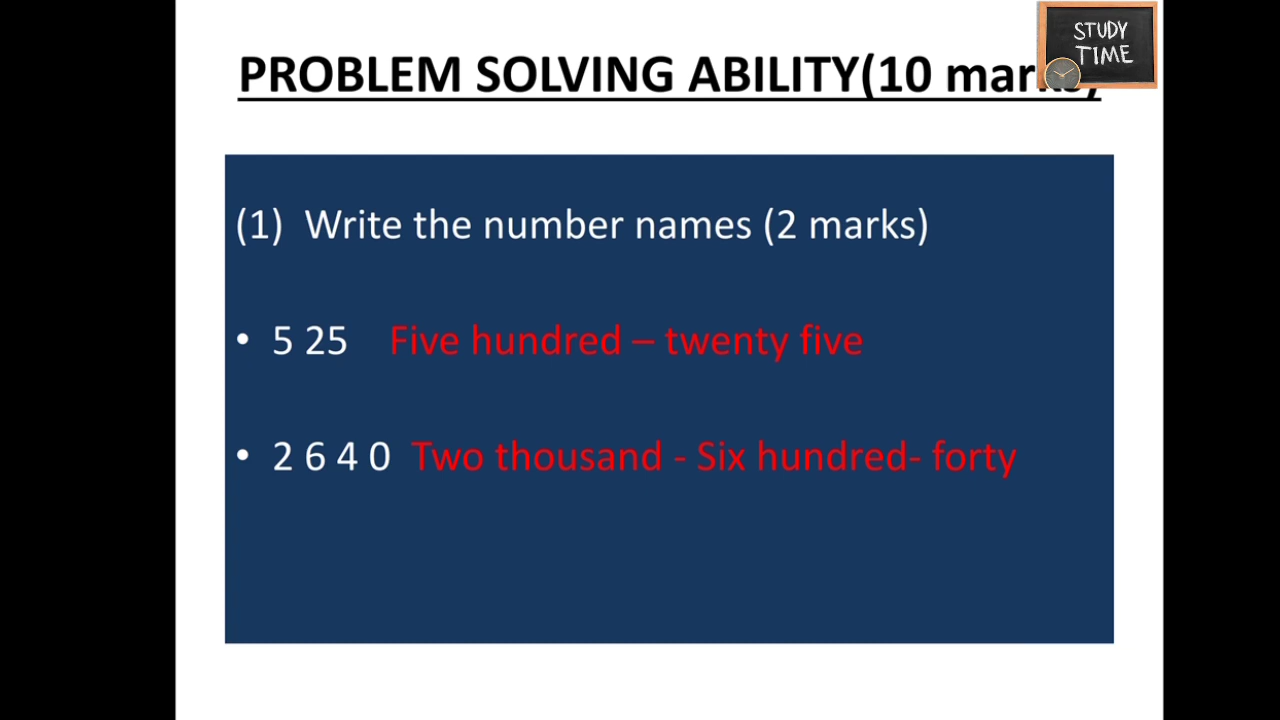 STUDY
TIME
PROBLEM SOLVING ABILITY(10 marks)
(1) Write the number names (2 marks)
• 5 25 Five hundred – twenty five
• 2 6 4 0 Two thousand - Six hundred- forty